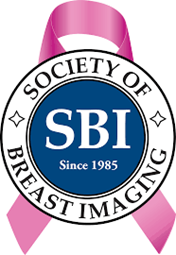 SOCIETY OF
SBI
Since 1985
BREAST IMAGING